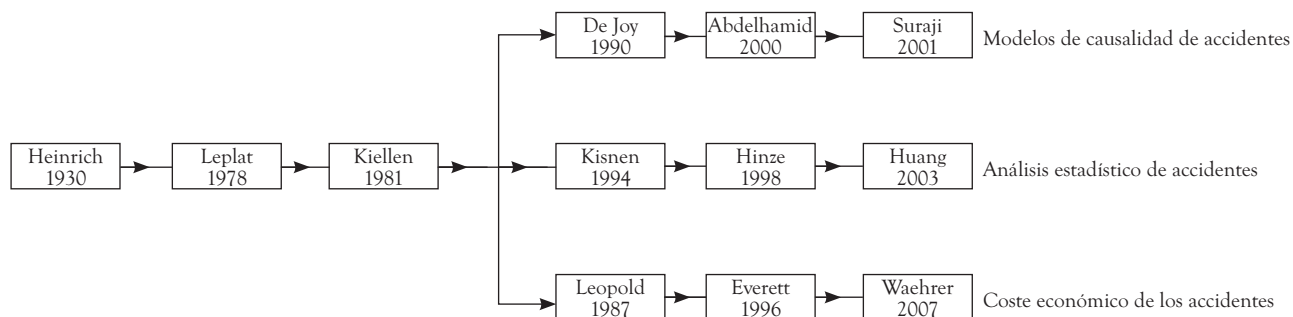 De Joy
1990
Abdelhamid
2000
Suraji
2001
Modelos de causalidad de accidentes
Heinrich
1930
Leplat
1978
Kiellen
1981
Kisnen
1994
Hinze
1998
Huang
2003
Análisis estadístico de accidentes
Leopold
1987
Everett
1996
Waehrer
2007
Coste económico de los accidentes